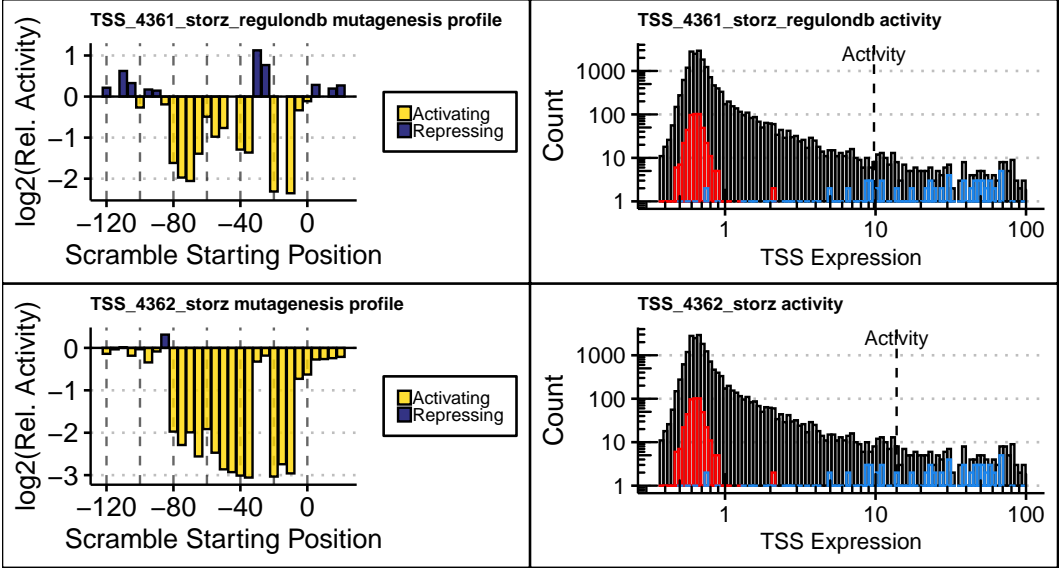 TSS_4361_storz_regulondb mutagenesis profile
log2(Rel. Activity)
1
0
−1
−2
−120
−80
−40
0
Scramble Starting Position
Activating
Repressing
TSS_4361_storz_regulondb activity
Activity
Count
1000
100
10
1
1
10
100
TSS Expression
TSS_4362_storz mutagenesis profile
log2(Rel. Activity)
0
−1
−2
−3
−120
−80
−40
0
Scramble Starting Position
Activating
Repressing
TSS_4362_storz activity
Activity
Count
1000
100
10
1
1
10
100
TSS Expression